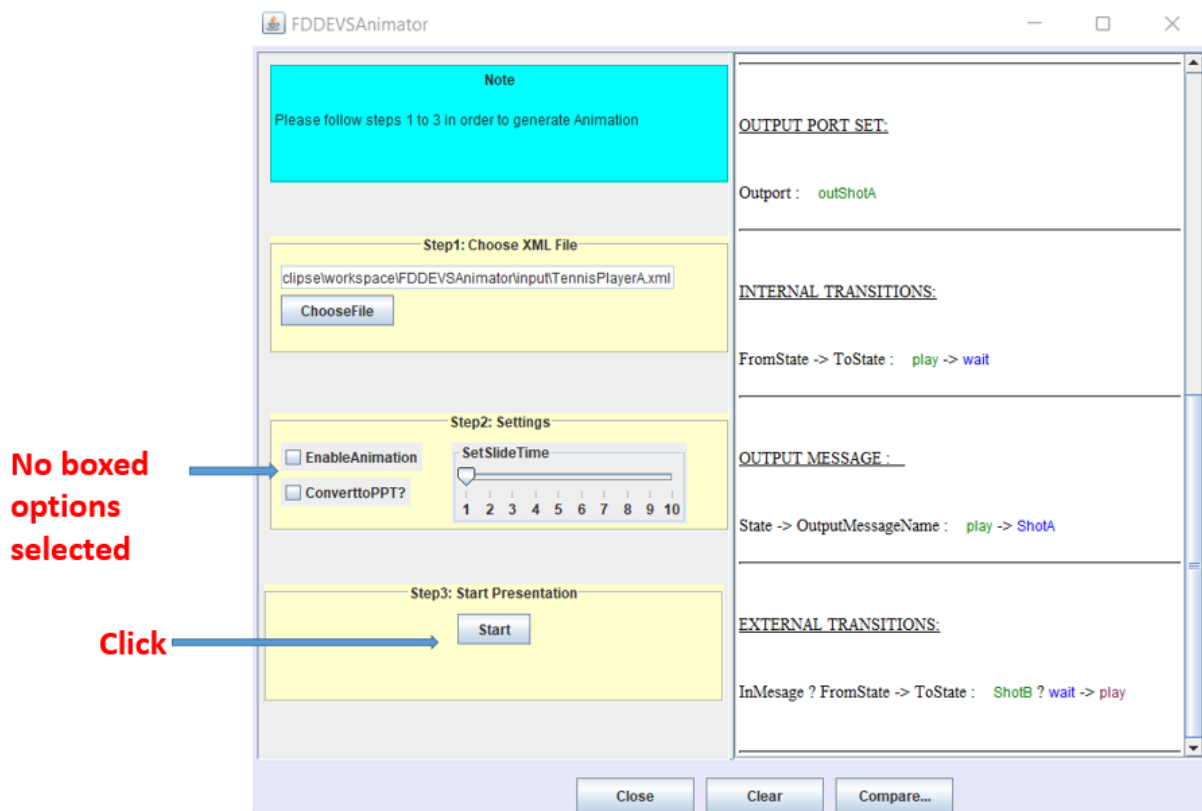 FDDEVSAnimator
Note
Please follow steps 1 to 3 in order to generate Animation
Step1: Choose XML File
clipse\workspace\FDDEVSAnimator\input\TennisPlayerA.xml
ChooseFile
Step2: Settings
EnableAnimation
ConverttoPPT?
SetSlideTime
1 2 3 4 5 6 7 8 9 10
Step3: Start Presentation
Start
No boxed
options
selected
Click
OUTPUT PORT SET:
Outport : outShotA
INTERNAL TRANSITIONS:
FromState -> ToState : play -> wait
OUTPUT MESSAGE :
State -> OutputMessageName : play -> ShotA
EXTERNAL TRANSITIONS:
InMesage ? FromState -> ToState : ShotB ? wait -> play
Close Clear Compare...